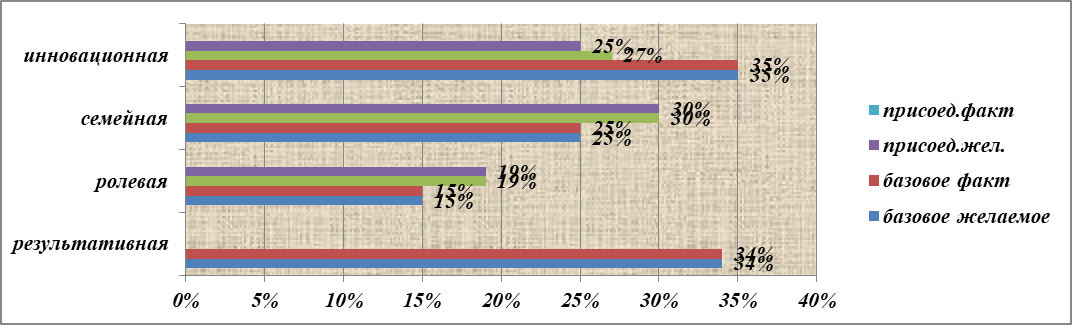 инновационная
25%
27%
35%
35%
семейная
30%
30%
25%
25%
ролевая
19%
19%
15%
15%
результативная
34%
34%
0% 5% 10% 15% 20% 25% 30% 35% 40%
присоед.факт
присоед.жел.
базовое факт
базовое желаемое